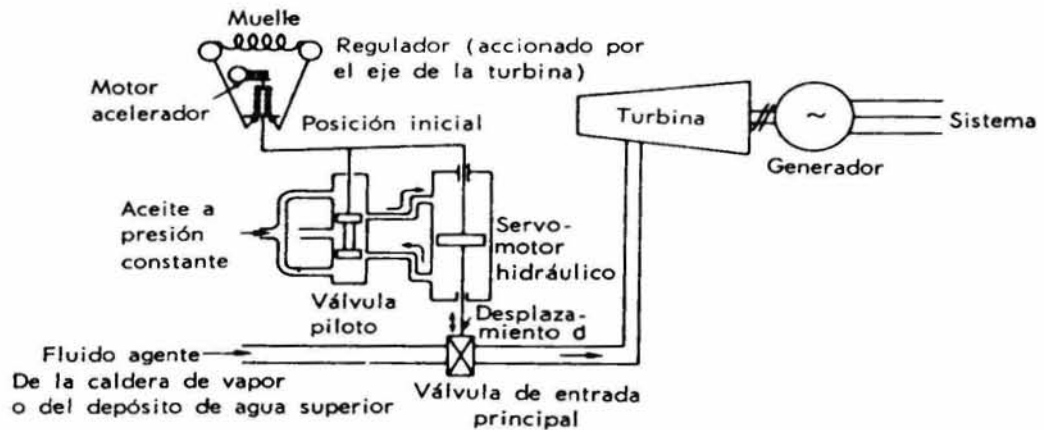 Muelle
Regulador (accionado por
el eje de la turbina)
Motor
acelerador
Posición inicial
Turbina
~
Sistema
Generador
Aceite a
presión
constante
Servo-
motor
hidráulico
Válvula
piloto
Desplaza-
miento d
Fluido agente
De la caldera de vapor
o del depósito de agua superior
Válvula de entrada
principal